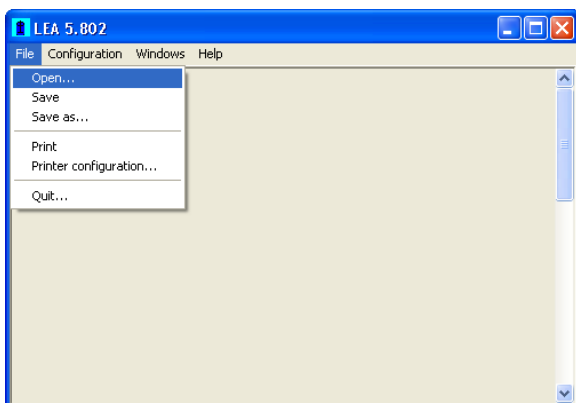 LEA 5.802
File Configuration Windows Help
Open...
Save
Save as...
Print
Printer configuration...
Quit...